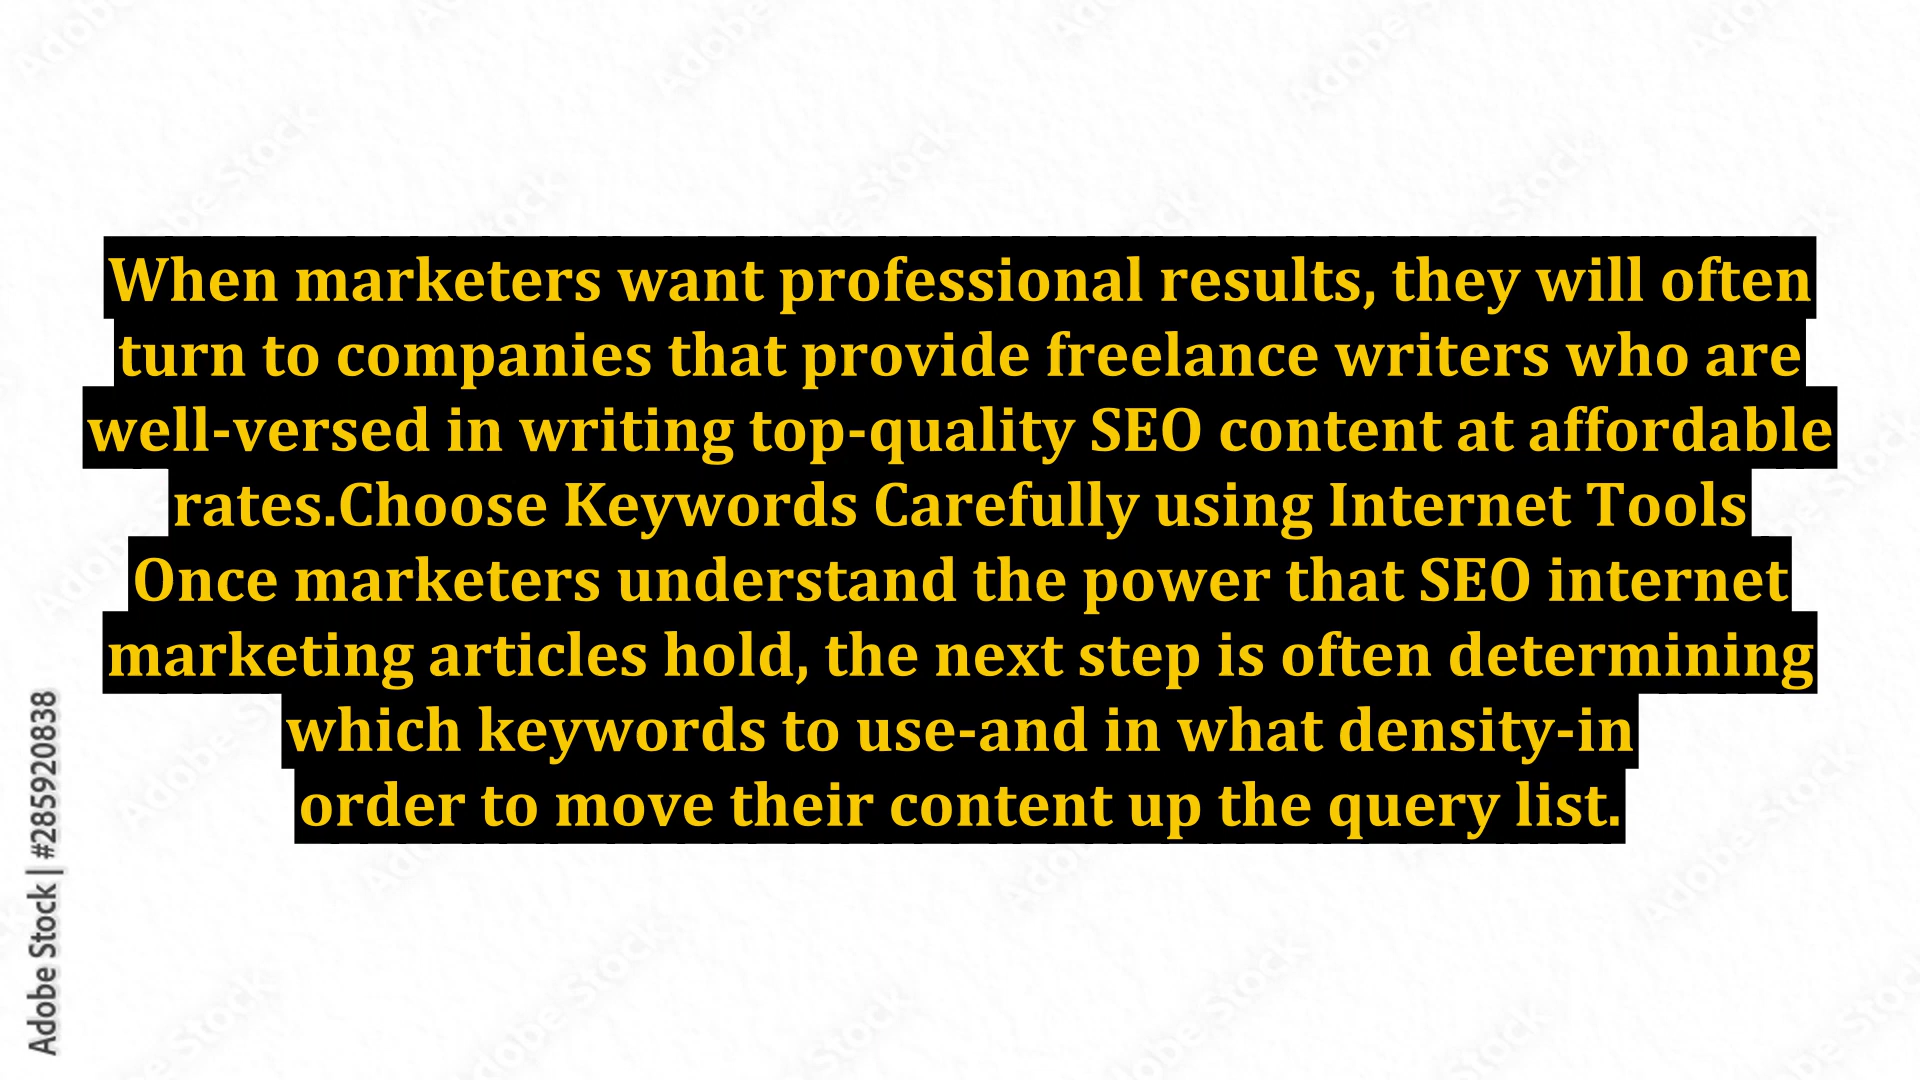 When marketers want professional results, they will often
turn to companies that provide freelance writers who are
well-versed in writing top-quality SEO content at affordable
rates.Choose Keywords Carefully using Internet Tools
Once marketers understand the power that SEO internet
marketing articles hold, the next step is often determining
which keywords to use-and in what density-in
order to move their content up the query list.
Adobe Stock | #285920838